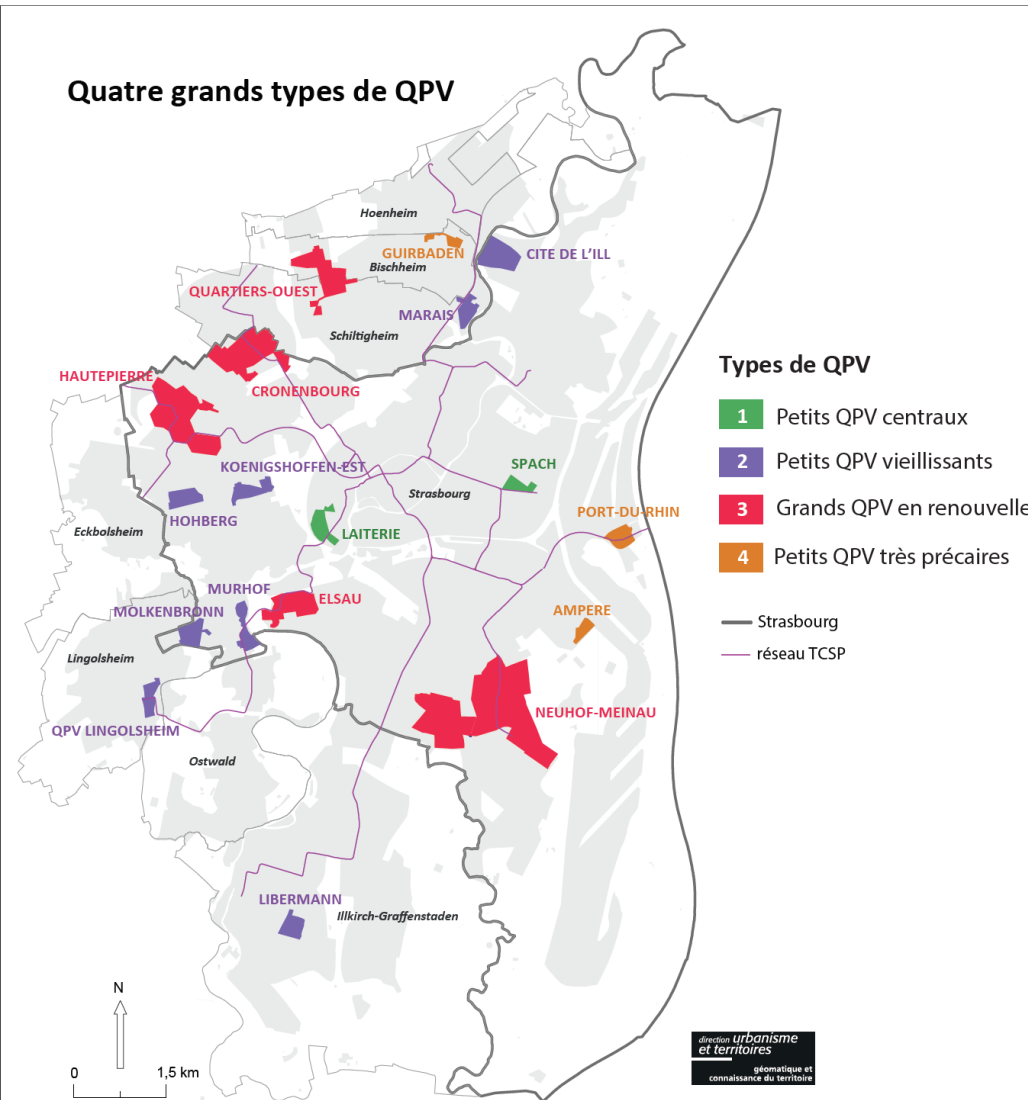 Quatre grands types de QPV
Hoenheim
GUIRBADEN
CITE DE L'ILL
Bischheim
QUARTIERS-OUEST
MARAIS
Schiltigheim
HAUTEPIERRE
CRONENBOURG
KOENIGSHOFFEN-EST
SPACH
Strasbourg
HOHBERG
PORT-DU-RHIN
Eckbolsheim
LAITERIE
MURHOF
ELSAU
MOLKENBRONN
AMPERE
Lingolsheim
NEUHOF-MEINAU
QPV LINGOLSHEIM
Ostwald
LIBERMANN
Illkirch-Graffenstaden
Types de QPV
1 Petits QPV centraux
2 Petits QPV vieillissants
3 Grands QPV en renouvelle
4 Petits QPV très précaires
Strasbourg
réseau TCSP
N
0 1,5 km
direction urbanisme
et territoires
géomatique et
connaissance du territoire